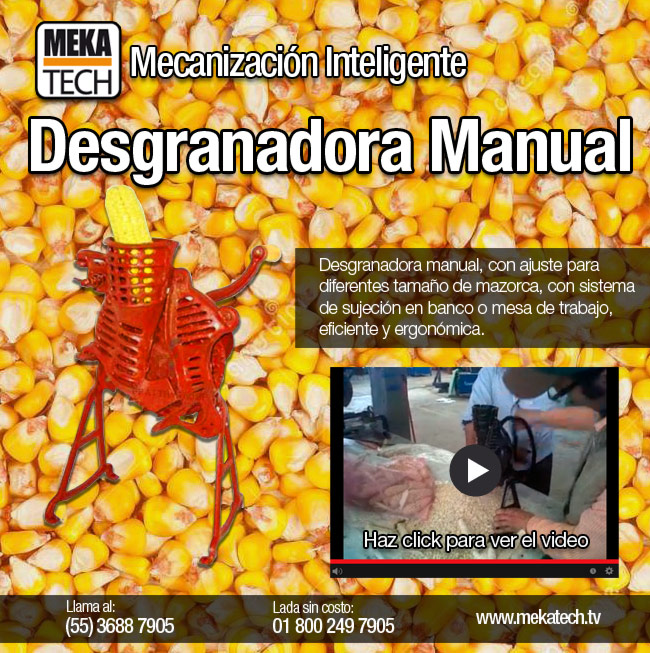 MEKA
TECH
Mecanización Inteligente
Desgranadora Manual
Desgranadora manual, con ajuste para
diferentes tamaño de mazorca, con sistema
de sujeción en banco o mesa de trabajo,
eficiente y ergonómica.
Haz click para ver el video
Llama al:
(55) 3688 7905
Lada sin costo:
01 800 249 7905
www.mekatech.tv